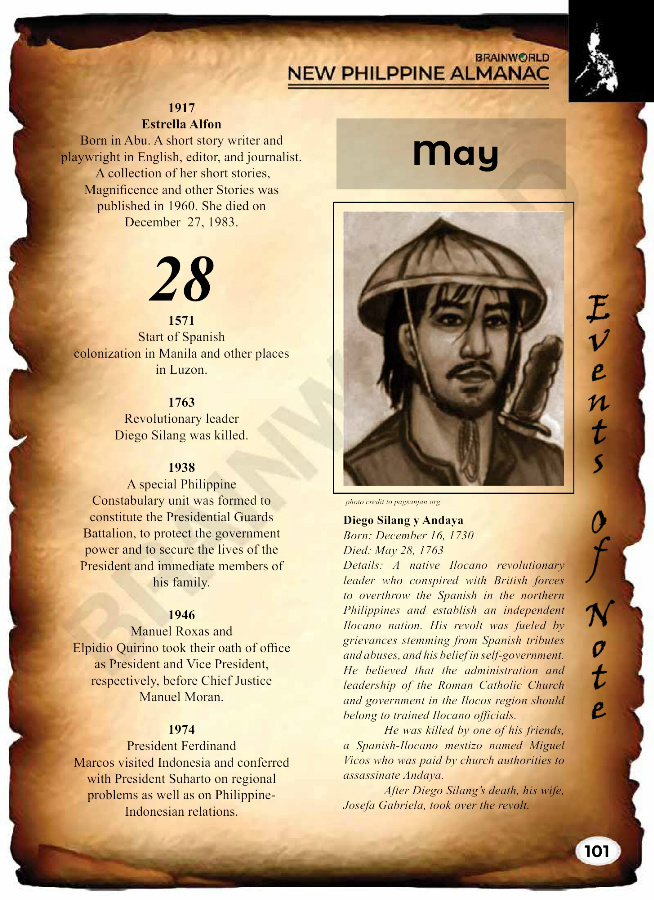 BRAINWORLD
NEW PHILPPINE ALMANAC
1917
Estrella Alfon
Born in Abu. A short story writer and
playwright in English, editor, and journalist.
A collection of her short stories,
Magnificence and other Stories was
published in 1960. She died on
December 27, 1983.
28
1571
Start of Spanish
colonization in Manila and other places
in Luzon.
1763
Revolutionary leader
Diego Silang was killed.
1938
A special Philippine
Constabulary unit was formed to
constitute the Presidential Guards
Battalion, to protect the government
power and to secure the lives of the
President and immediate members of
his family.
1946
Manuel Roxas and
Elpidio Quirino took their oath of office
as President and Vice President,
respectively, before Chief Justice
Manuel Moran.
1974
President Ferdinand
Marcos visited Indonesia and conferred
with President Suharto on regional
problems as well as on Philippine-
Indonesian relations.
May
photo credit to pagsanjan.org
Diego Silang y Andaya
Born: December 16, 1730
Died: May 28, 1763
Details: A native Ilocano revolutionary
leader who conspired with British forces
to overthrow the Spanish in the northern
Philippines and establish an independent
Ilocano nation. His revolt was fueled by
grievances stemming from Spanish tributes
and abuses, and his belief in self-government.
He believed that the administration and
leadership of the Roman Catholic Church
and government in the Ilocos region should
belong to trained Ilocano officials.
He was killed by one of his friends,
a Spanish-Ilocano mestizo named Miguel
Vicos who was paid by church authorities to
assassinate Andaya.
After Diego Silang's death, his wife,
Josefa Gabriela, took over the revolt.
Events of Note
101
BRAINWORLD